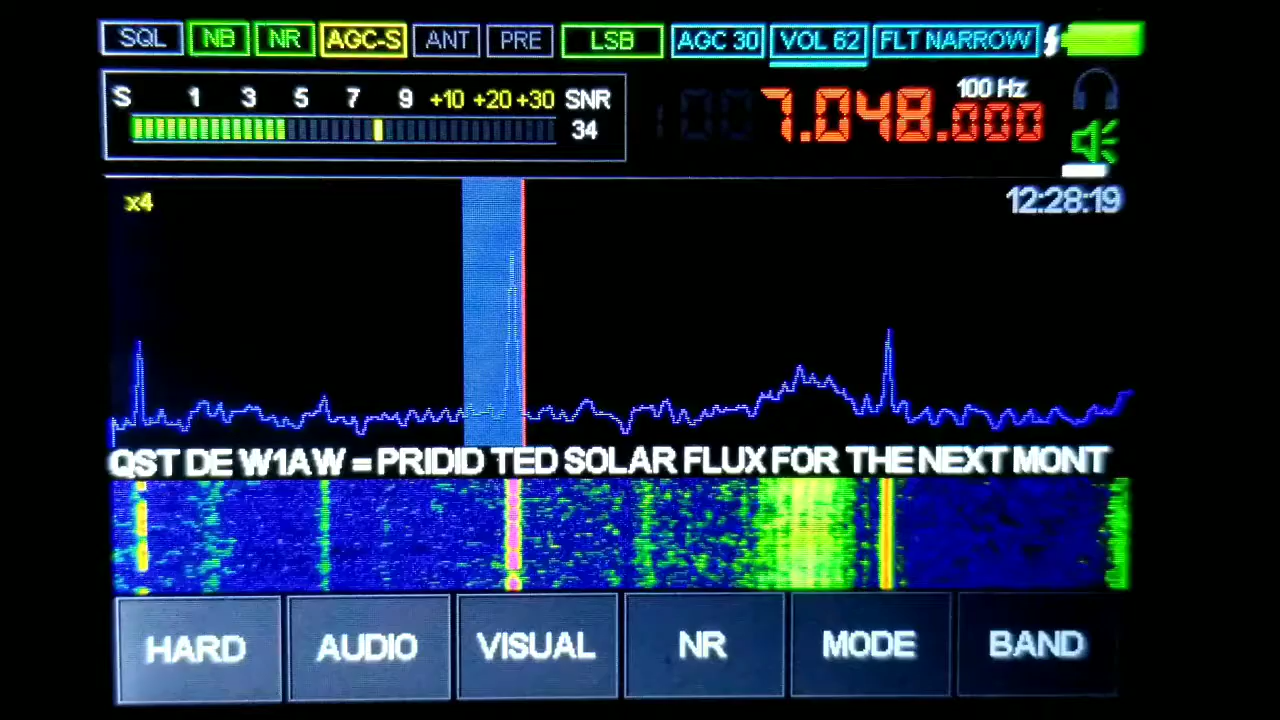 SQL NB NR AGC-S ANT PRE LSB AGC 30 VOL 62 FLT NARROW
S 1 3 5 7 9 +10 +20 +30 SNR
34
100 Hz
7.048.000
x4
12:28:19
QST DE W1AW = PRIDID TED SOLAR FLUX FOR THE NEXT MONT
HARD AUDIO VISUAL NR MODE BAND